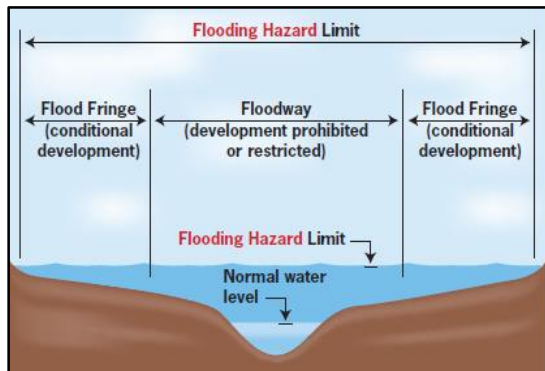 Flooding Hazard Limit
Flood Fringe
(conditional
development)
Floodway
(development prohibited
or restricted)
Flood Fringe
(conditional
development)
Flooding Hazard Limit
Normal water
level